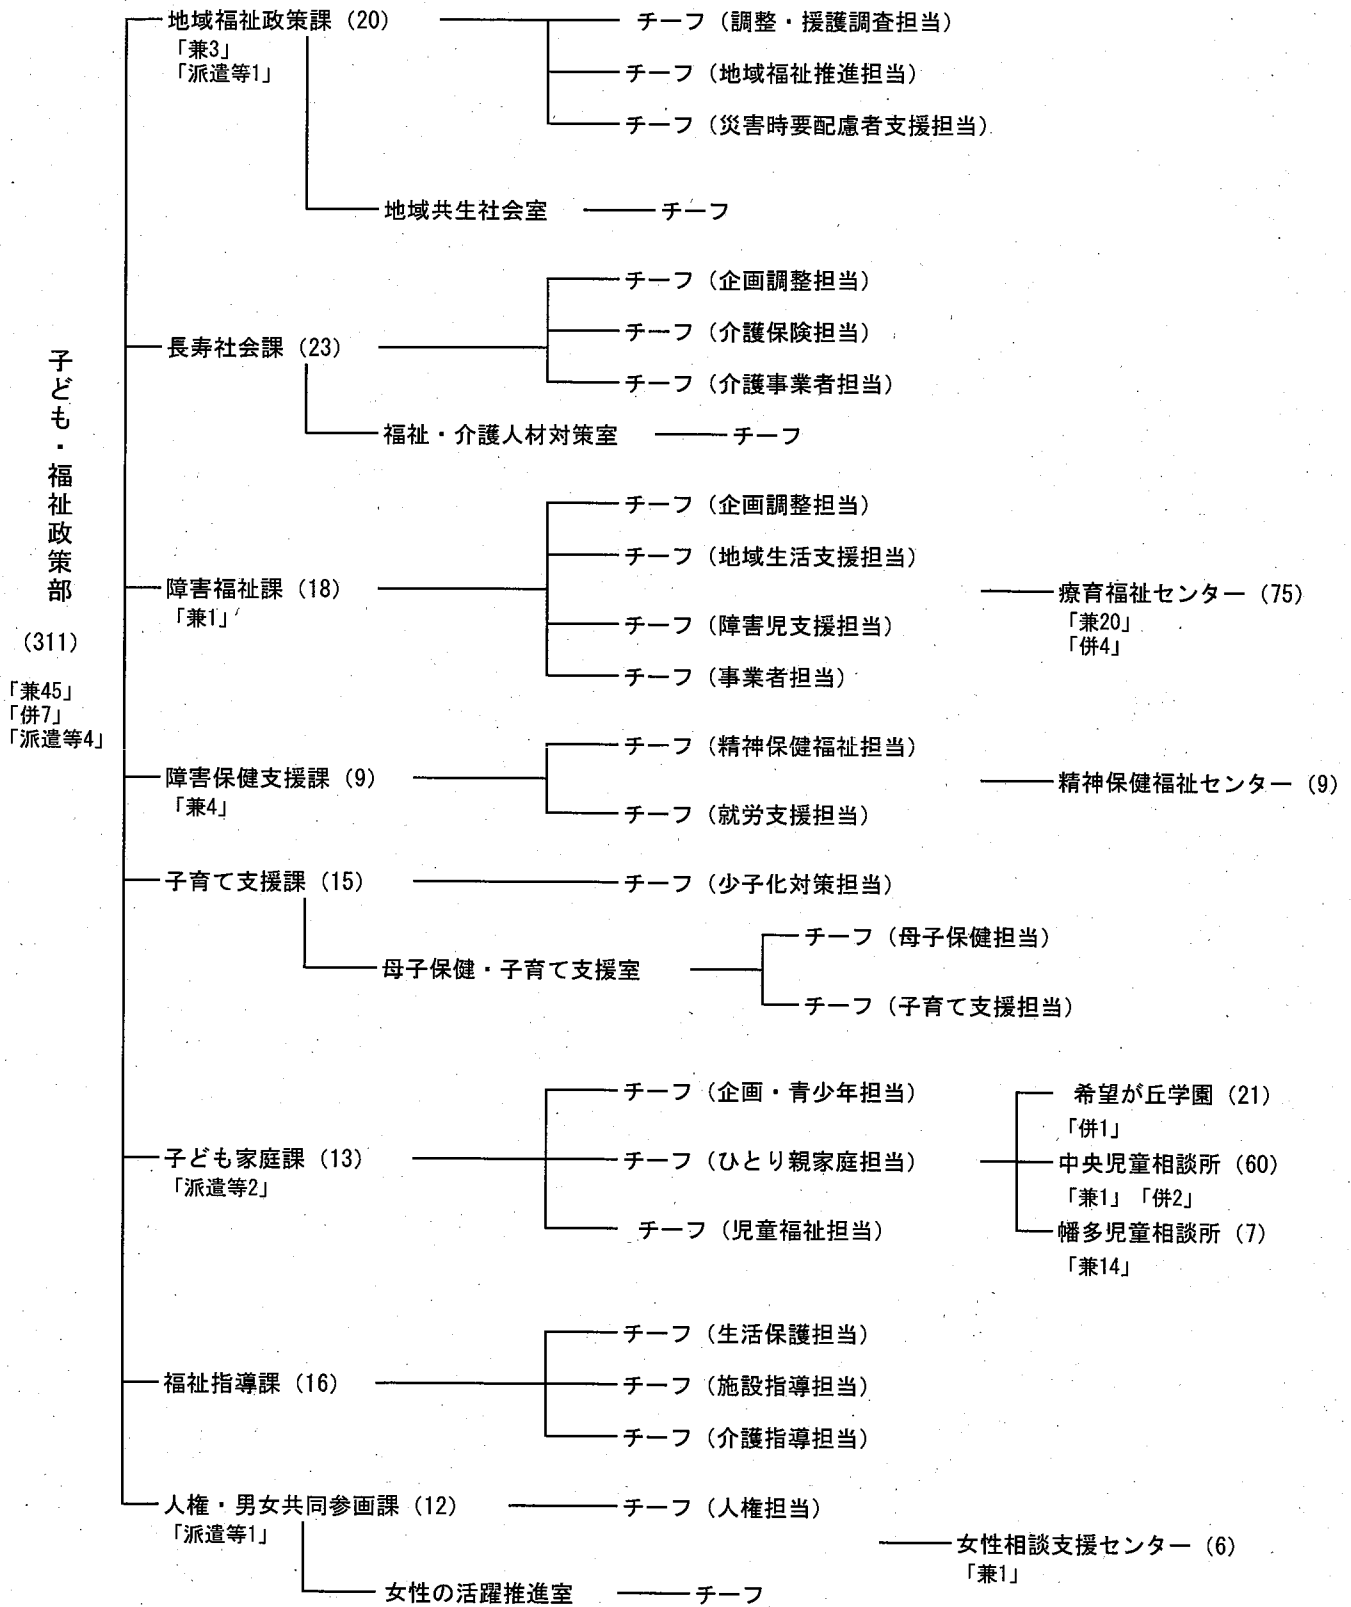 子ども・福祉政策部
(311)
「兼45」
「併7」
「派遣等4」
地域福祉政策課 (20)
「兼3」
「派遣等1」
チーフ (調整・援護調査担当)
チーフ (地域福祉推進担当)
チーフ (災害時要配慮者支援担当)
地域共生社会室
チーフ
長寿社会課 (23)
チーフ (企画調整担当)
チーフ (介護保険担当)
チーフ (介護事業者担当)
福祉・介護人材対策室
チーフ
障害福祉課 (18)
「兼1」
チーフ (企画調整担当)
チーフ (地域生活支援担当)
チーフ (障害児支援担当)
チーフ (事業者担当)
療育福祉センター (75)
「兼20」
「併4」
障害保健支援課 (9)
「兼4」
チーフ (精神保健福祉担当)
チーフ (就労支援担当)
精神保健福祉センター (9)
子育て支援課 (15)
チーフ (少子化対策担当)
母子保健・子育て支援室
チーフ (母子保健担当)
チーフ (子育て支援担当)
子ども家庭課 (13)
「派遣等2」
チーフ (企画・青少年担当)
チーフ (ひとり親家庭担当)
チーフ (児童福祉担当)
希望が丘学園 (21)
「併1」
中央児童相談所 (60)
「兼1」「併2」
幡多児童相談所 (7)
「兼14」
福祉指導課 (16)
チーフ (生活保護担当)
チーフ (施設指導担当)
チーフ (介護指導担当)
人権・男女共同参画課 (12)
「派遣等1」
チーフ (人権担当)
女性相談支援センター (6)
「兼1」
女性の活躍推進室
チーフ